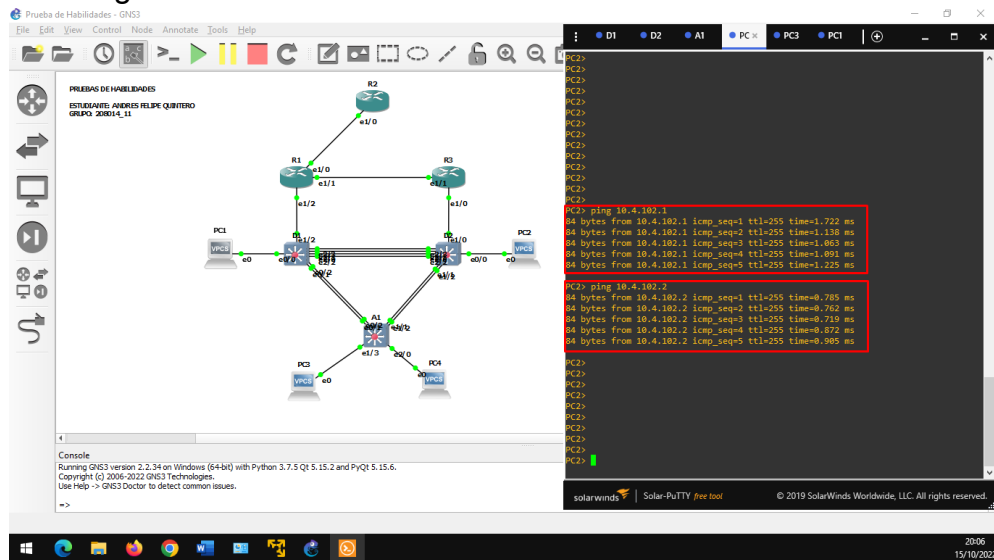 Prueba de Habilidades - GNS3
File Edit View Control Node Annotate Tools Help
PRUEBAS DE HABILIDADES
ESTUDIANTE: ANDRES FELIPE QUINTERO
GRUPO: 208014_11
R2
e1/0
R1
e1/0
e1/1
e1/2
R3
e1/1
e1/0
PC1
VPCS
e0
D1
e1/2
D2
e1/0
e0/0
e0
PC2
VPCS
A1
e1/3
e2/0
PC3
VPCS
e0
PC4
VPCS
Console
Running GNS3 version 2.2.34 on Windows (64-bit) with Python 3.7.5 Qt 5.15.2 and PyQt 5.15.6.
Copyright (c) 2006-2022 GNS3 Technologies.
Use Help -> GNS3 Doctor to detect common issues.
=>
D1 D2 A1 PC × PC3 PC1
PC2>
PC2>
PC2>
PC2>
PC2>
PC2>
PC2>
PC2>
PC2>
PC2>
PC2>
PC2>
PC2>
PC2>
PC2> ping 10.4.102.1
84 bytes from 10.4.102.1 icmp_seq=1 ttl=255 time=1.722 ms
84 bytes from 10.4.102.1 icmp_seq=2 ttl=255 time=1.138 ms
84 bytes from 10.4.102.1 icmp_seq=3 ttl=255 time=1.063 ms
84 bytes from 10.4.102.1 icmp_seq=4 ttl=255 time=1.091 ms
84 bytes from 10.4.102.1 icmp_seq=5 ttl=255 time=1.225 ms
PC2> ping 10.4.102.2
84 bytes from 10.4.102.2 icmp_seq=1 ttl=255 time=0.785 ms
84 bytes from 10.4.102.2 icmp_seq=2 ttl=255 time=0.762 ms
84 bytes from 10.4.102.2 icmp_seq=3 ttl=255 time=0.719 ms
84 bytes from 10.4.102.2 icmp_seq=4 ttl=255 time=0.872 ms
84 bytes from 10.4.102.2 icmp_seq=5 ttl=255 time=0.905 ms
PC2>
PC2>
PC2>
PC2>
PC2>
PC2>
PC2>
PC2>
PC2>
PC2>
solarwinds Solar-PuTTY free tool © 2019 SolarWinds Worldwide, LLC. All rights reserved.
20:06
15/10/2022